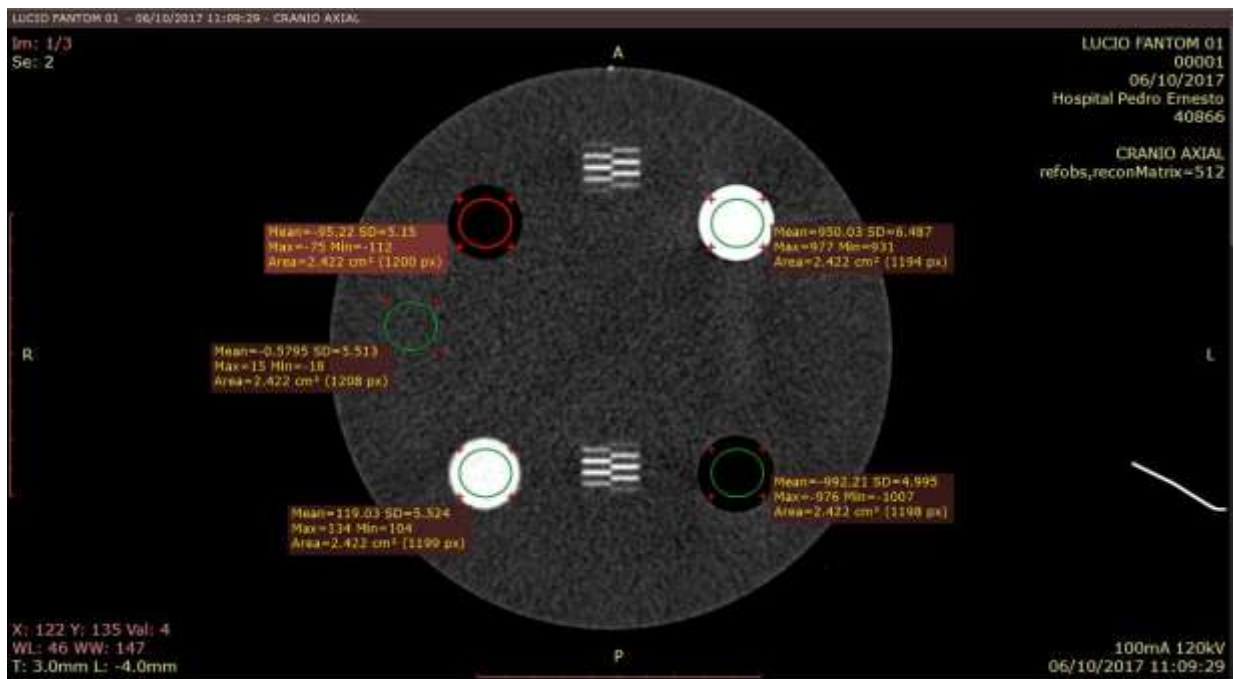 LUCIO FANTOM 01 - 06/10/2017 11:09:29 - CRANIO AXIAL
Im: 1/3
Se: 2
A
LUCIO FANTOM 01
00001
06/10/2017
Hospital Pedro Ernesto
40866
CRANIO AXIAL
refobs,reconMatrix=512
Mean=-95.22 SD=5.15
Max=-75 Min=-112
Area=2.422 cm² (1200 px)
Mean=950.03 SD=6.487
Max=977 Min=931
Area=2.422 cm² (1194 px)
R
Mean=-0.5795 SD=5.513
Max=15 Min=-18
Area=2.422 cm² (1208 px)
L
Mean=119.03 SD=5.524
Max=134 Min=104
Area=2.422 cm² (1199 px)
Mean=-992.21 SD=4.995
Max=-976 Min=-1007
Area=2.422 cm² (1198 px)
X: 122 Y: 135 Val: 4
WL: 46 WW: 147
T: 3.0mm L: -4.0mm
P
100mA 120kV
06/10/2017 11:09:29